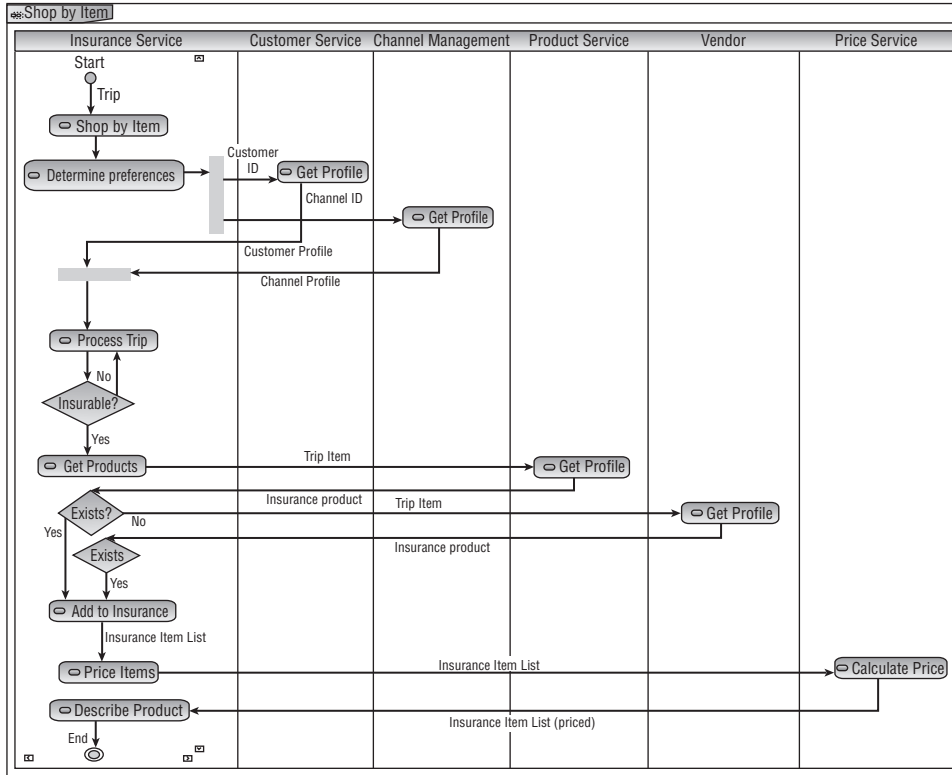 Shop by Item
Insurance Service
Customer Service
Channel Management
Product Service
Vendor
Price Service
Start
Trip
Shop by Item
Determine preferences
Customer
ID
Get Profile
Channel ID
Get Profile
Customer Profile
Channel Profile
Process Trip
No
Insurable?
Yes
Get Products
Trip Item
Get Profile
Insurance product
Trip Item
Exists?
No
Get Profile
Yes
Insurance product
Exists
Yes
Add to Insurance
Insurance Item List
Price Items
Insurance Item List
Calculate Price
Describe Product
Insurance Item List (priced)
End